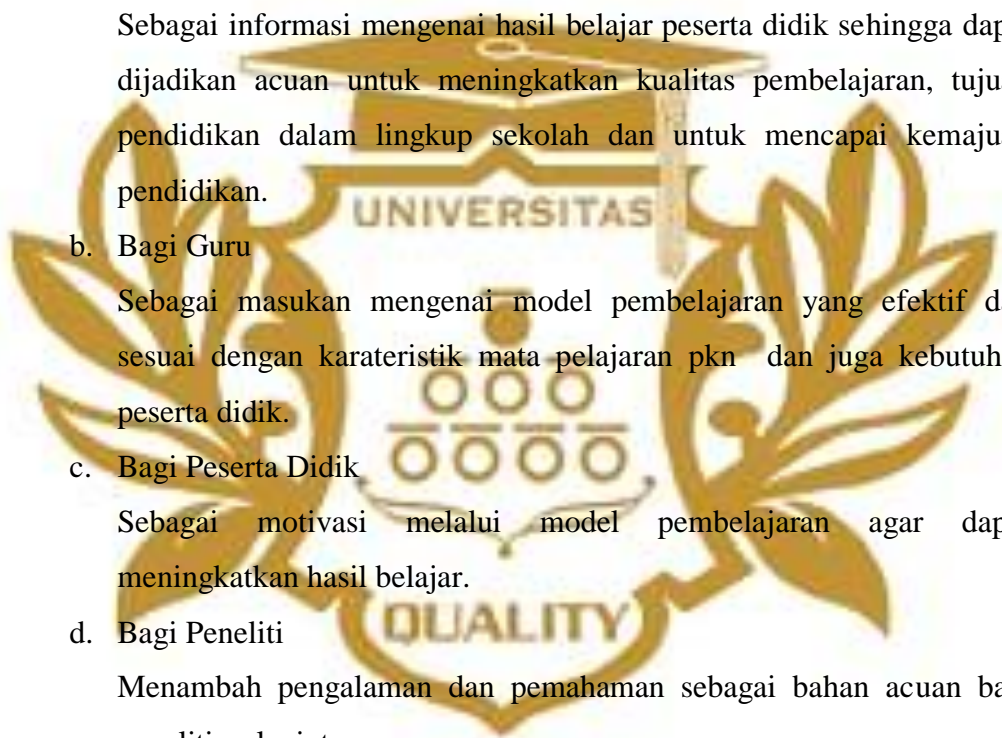 Sebagai informasi mengenai hasil belajar peserta didik sehingga dap
dijadikan acuan untuk meningkatkan kualitas pembelajaran, tuju
pendidikan dalam lingkup sekolah dan untuk mencapai kemaju
pendidikan.
UNIVERSITAS
b. Bagi Guru
Sebagai masukan mengenai model pembelajaran yang efektif d
sesuai dengan karateristik mata pelajaran pkn dan juga kebutuh
peserta didik.
c. Bagi Peserta Didik
Sebagai motivasi melalui model pembelajaran agar dap
meningkatkan hasil belajar.
QUALITY
d. Bagi Peneliti
Menambah pengalaman dan pemahaman sebagai bahan acuan ba